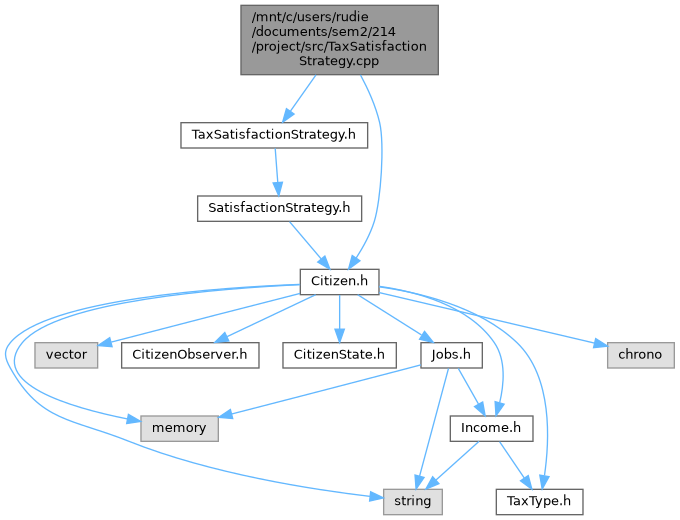 /mnt/c/users/rudie
/documents/sem2/214
/project/src/TaxSatisfaction
Strategy.cpp
TaxSatisfactionStrategy.h
SatisfactionStrategy.h
Citizen.h
vector
CitizenObserver.h
CitizenState.h
Jobs.h
chrono
memory
Income.h
string
TaxType.h